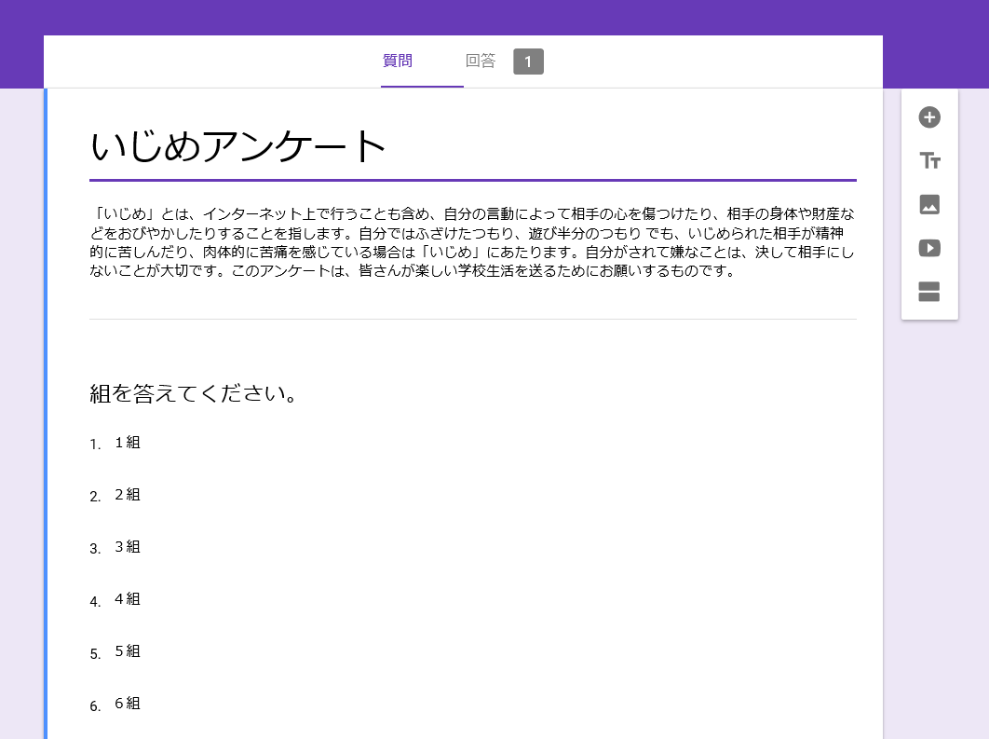 質問 回答 1
いじめアンケート
「いじめ」とは、インターネット上で行うことも含め、自分の言動によって相手の心を傷つけたり、相手の身体や財産な
どをおびやかしたりすることを指します。自分ではふざけたつもり、遊び半分のつもり でも、いじめられた相手が精神
的に苦しんだり、肉体的に苦痛を感じている場合は「いじめ」にあたります。自分がされて嫌なことは、決して相手にし
ないことが大切です。このアンケートは、皆さんが楽しい学校生活を送るためにお願いするものです。
組を答えてください。
1. 1組
2. 2組
3. 3組
4. 4組
5. 5組
6. 6組